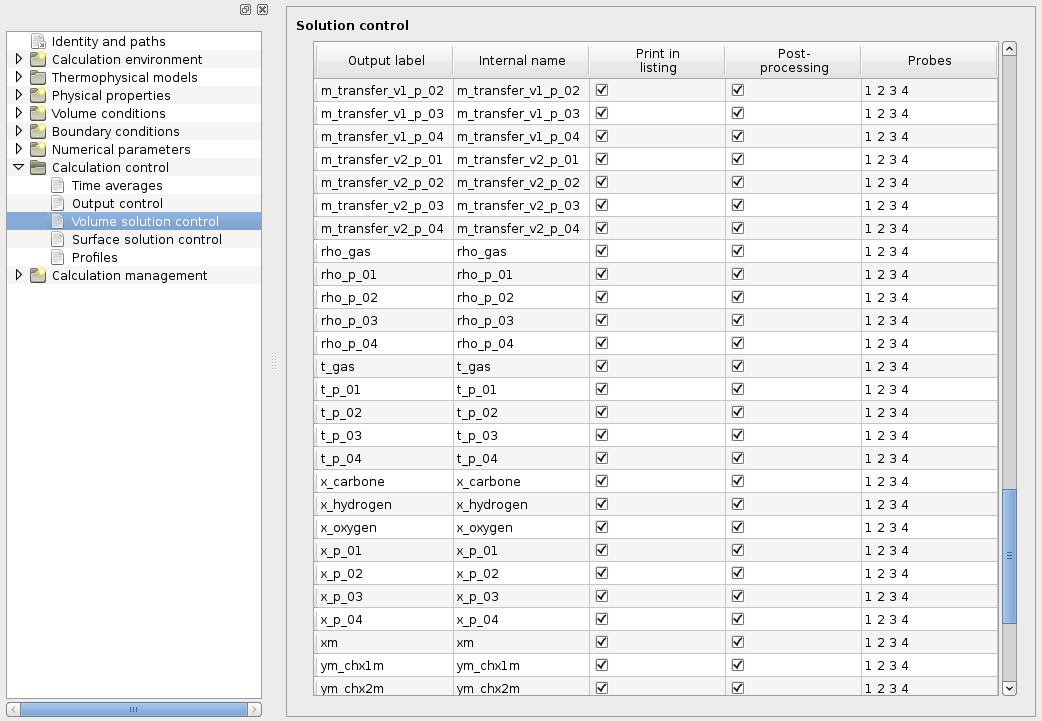 Identity and paths
Calculation environment
Thermophysical models
Physical properties
Volume conditions
Boundary conditions
Numerical parameters
Calculation control
Time averages
Output control
Volume solution control
Surface solution control
Profiles
Calculation management
Solution control
Output label Internal name Print in listing Post-processing Probes
m_transfer_v1_p_02 m_transfer_v1_p_02 1 2 3 4
m_transfer_v1_p_03 m_transfer_v1_p_03 1 2 3 4
m_transfer_v1_p_04 m_transfer_v1_p_04 1 2 3 4
m_transfer_v2_p_01 m_transfer_v2_p_01 1 2 3 4
m_transfer_v2_p_02 m_transfer_v2_p_02 1 2 3 4
m_transfer_v2_p_03 m_transfer_v2_p_03 1 2 3 4
m_transfer_v2_p_04 m_transfer_v2_p_04 1 2 3 4
rho_gas rho_gas 1 2 3 4
rho_p_01 rho_p_01 1 2 3 4
rho_p_02 rho_p_02 1 2 3 4
rho_p_03 rho_p_03 1 2 3 4
rho_p_04 rho_p_04 1 2 3 4
t_gas t_gas 1 2 3 4
t_p_01 t_p_01 1 2 3 4
t_p_02 t_p_02 1 2 3 4
t_p_03 t_p_03 1 2 3 4
t_p_04 t_p_04 1 2 3 4
x_carbone x_carbone 1 2 3 4
x_hydrogen x_hydrogen 1 2 3 4
x_oxygen x_oxygen 1 2 3 4
x_p_01 x_p_01 1 2 3 4
x_p_02 x_p_02 1 2 3 4
x_p_03 x_p_03 1 2 3 4
x_p_04 x_p_04 1 2 3 4
xm xm 1 2 3 4
ym_chx1m ym_chx1m 1 2 3 4
ym_chx2m ym_chx2m 1 2 3 4